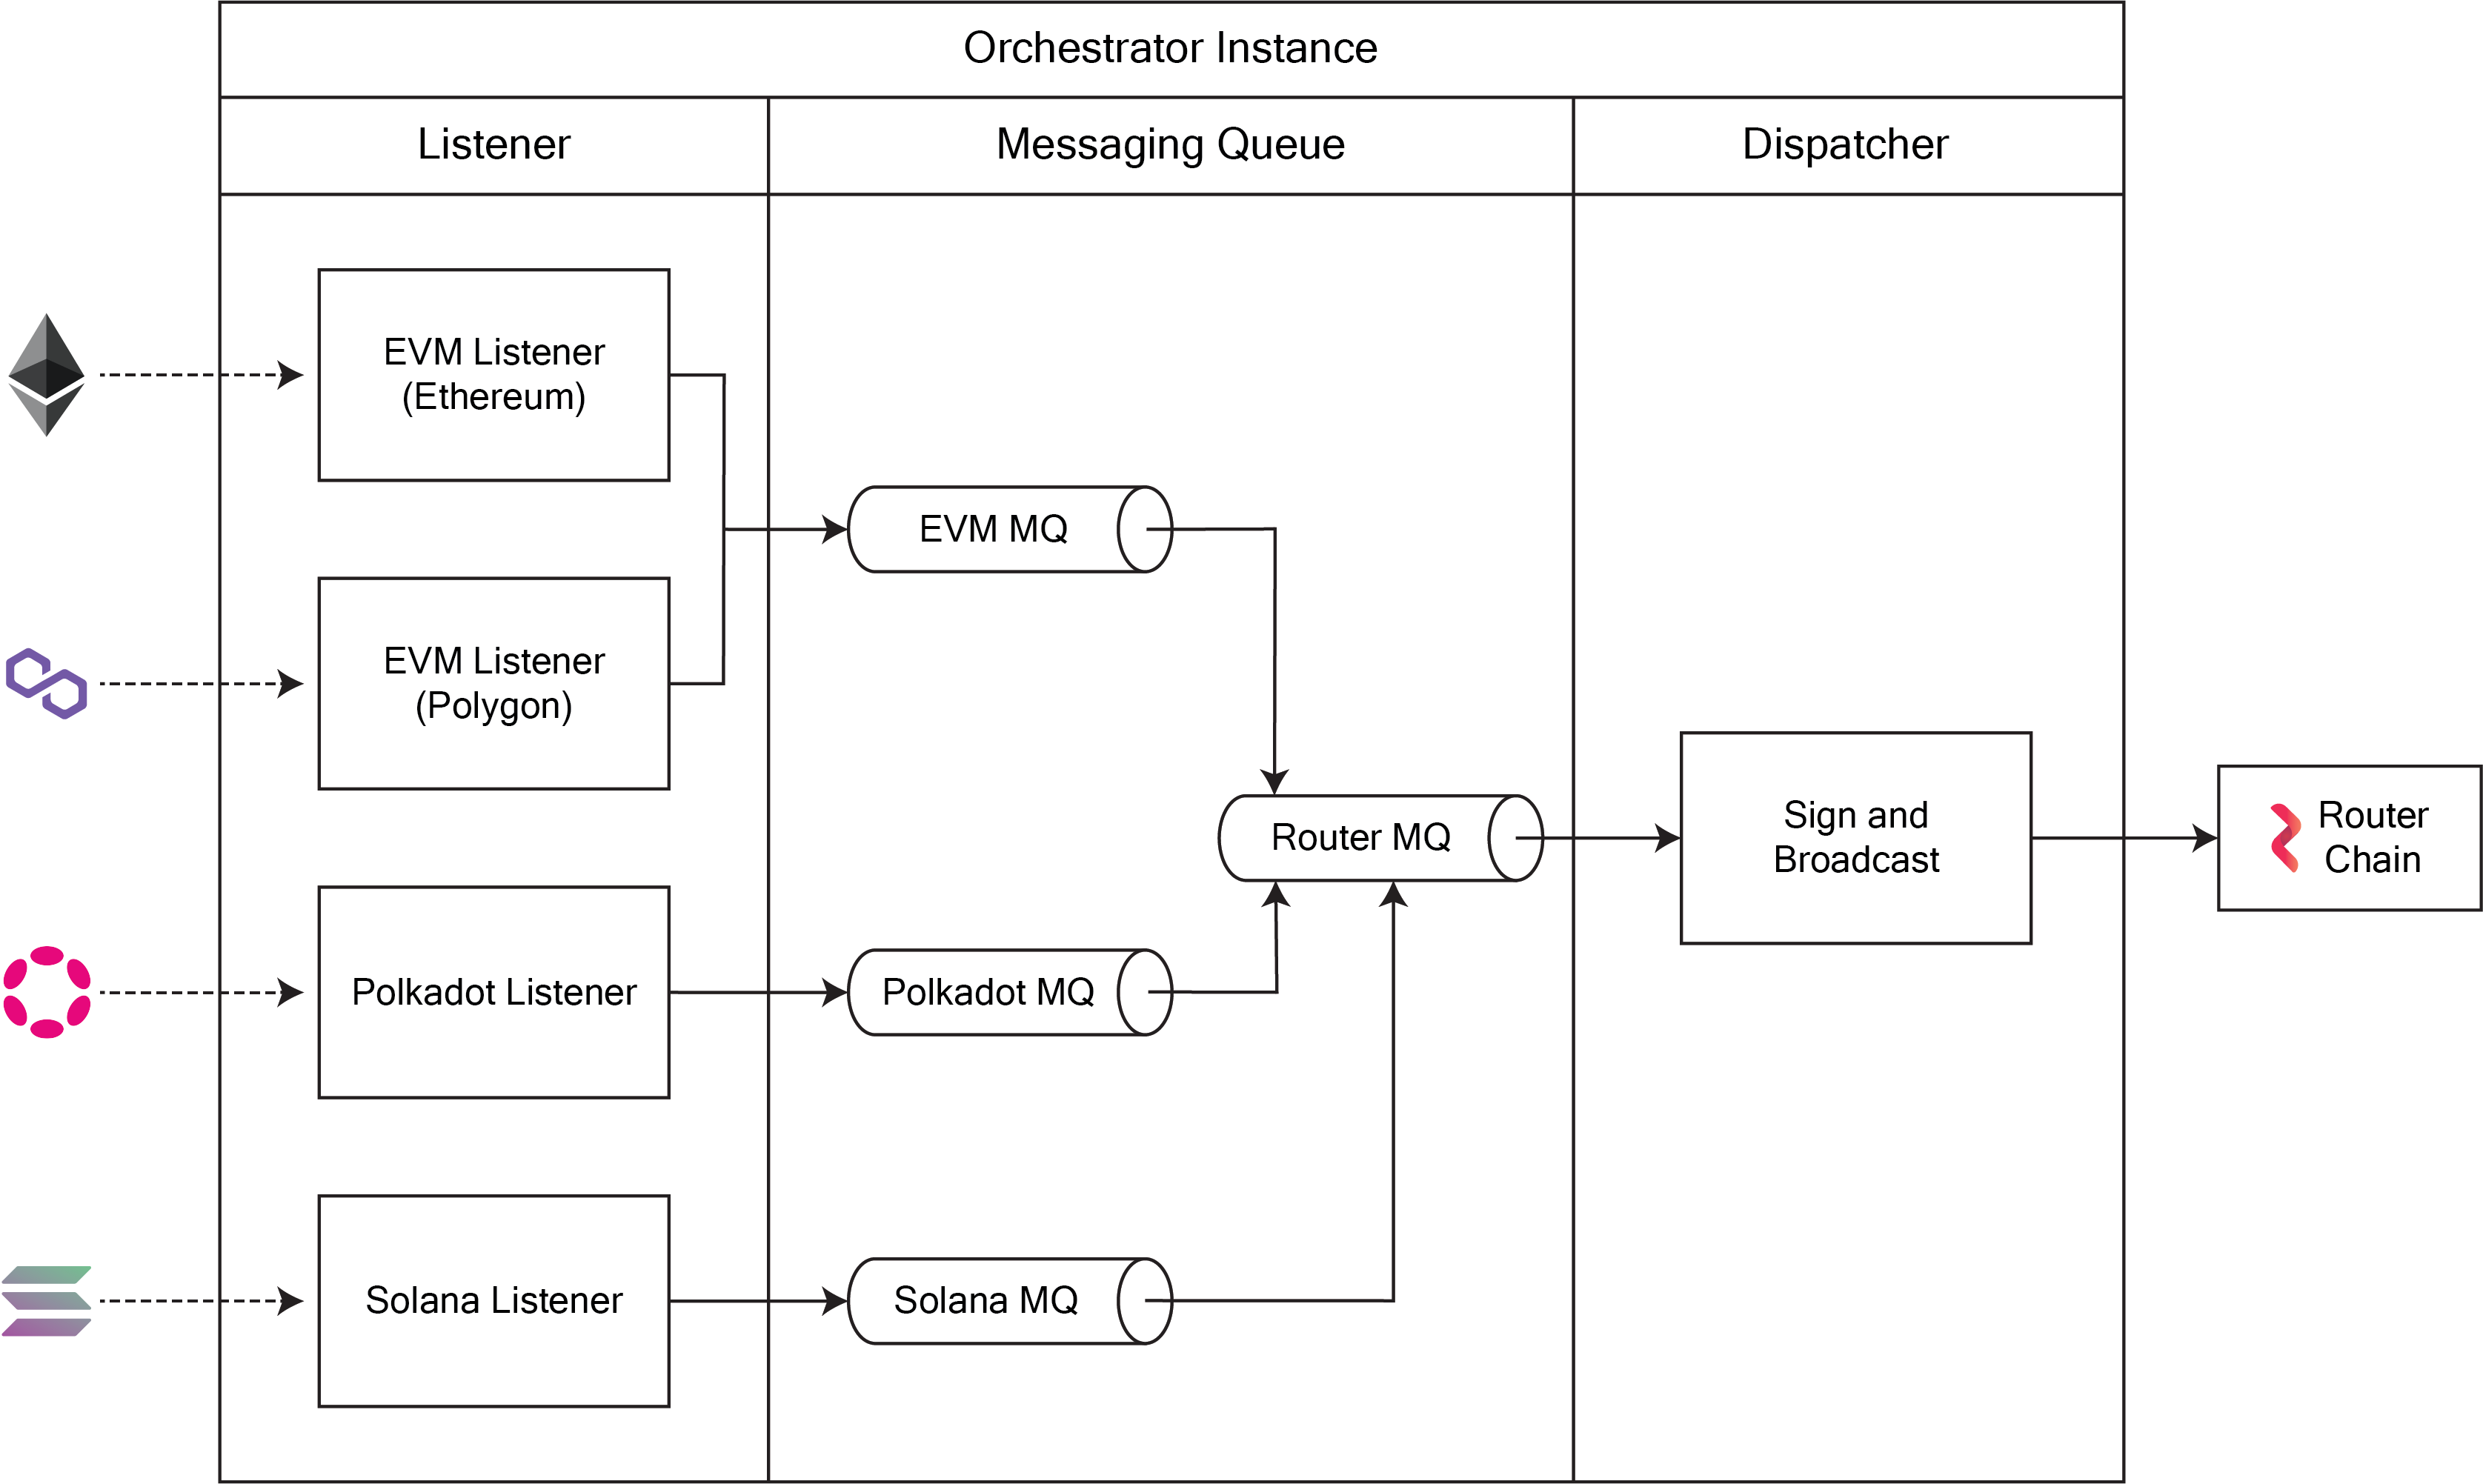 Orchestrator Instance
Listener
Messaging Queue
Dispatcher
EVM Listener
(Ethereum)
EVM MQ
EVM Listener
(Polygon)
Router MQ
Sign and
Broadcast
Router
Chain
Polkadot Listener
Polkadot MQ
Solana Listener
Solana MQ